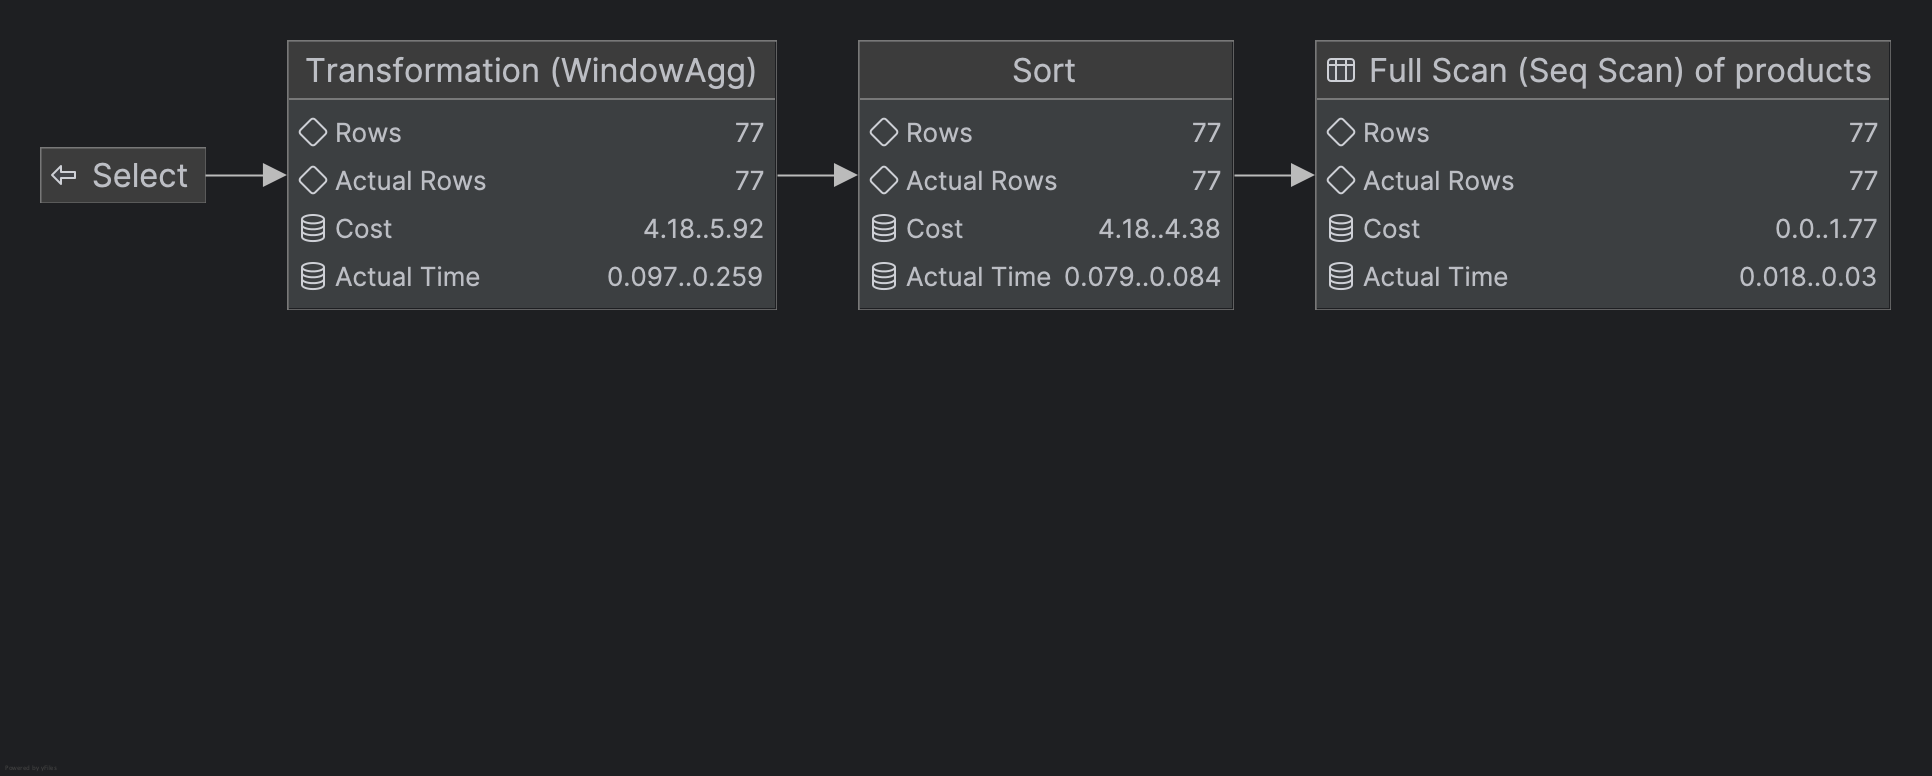 Select
Transformation (WindowAgg)
Rows 77
Actual Rows 77
Cost 4.18..5.92
Actual Time 0.097..0.259
Sort
Rows 77
Actual Rows 77
Cost 4.18..4.38
Actual Time 0.079..0.084
Full Scan (Seq Scan) of products
Rows 77
Actual Rows 77
Cost 0.0..1.77
Actual Time 0.018..0.03
Powered by yFiles